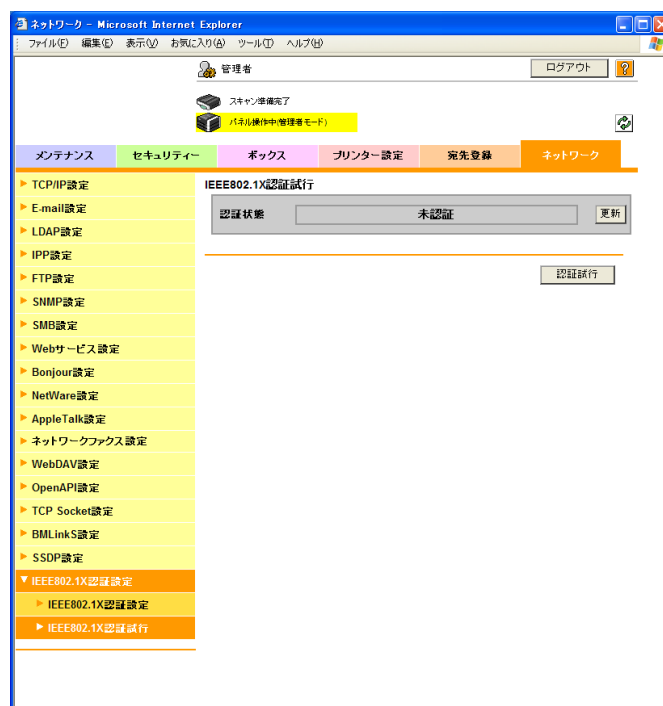 ネットワーク - Microsoft Internet Explorer
ファイル(F) 編集(E) 表示(V) お気に入り(A) ツール(T) ヘルプ(H)
管理者
ログアウト
?
スキャン準備完了
パネル操作中(管理者モード)
メンテナンス セキュリティー ボックス プリンター設定 宛先登録 ネットワーク
TCP/IP設定
E-mail設定
LDAP設定
IPP設定
FTP設定
SNMP設定
SMB設定
Webサービス設定
Bonjour設定
NetWare設定
AppleTalk設定
ネットワークファクス設定
WebDAV設定
OpenAPI設定
TCP Socket設定
BMLinkS設定
SSDP設定
IEEE802.1X認証設定
IEEE802.1X認証設定
IEEE802.1X認証試行
IEEE802.1X認証試行
認証状態 未認証 更新
認証試行